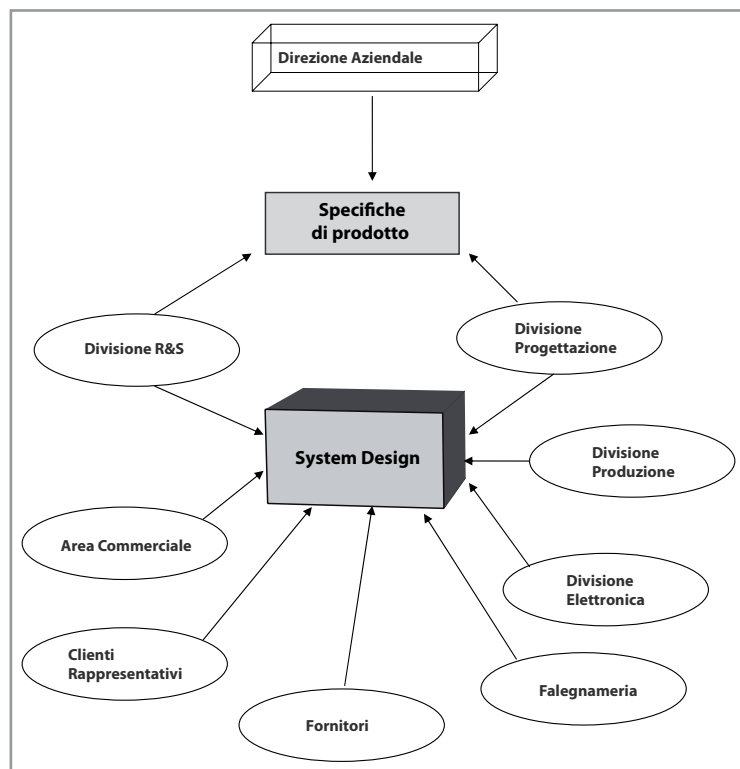 Direzione Aziendale
Specifiche
di prodotto
Divisione R&S
Divisione
Progettazione
System Design
Divisione
Produzione
Area Commerciale
Divisione
Elettronica
Clienti
Rappresentativi
Falegnameria
Fornitori